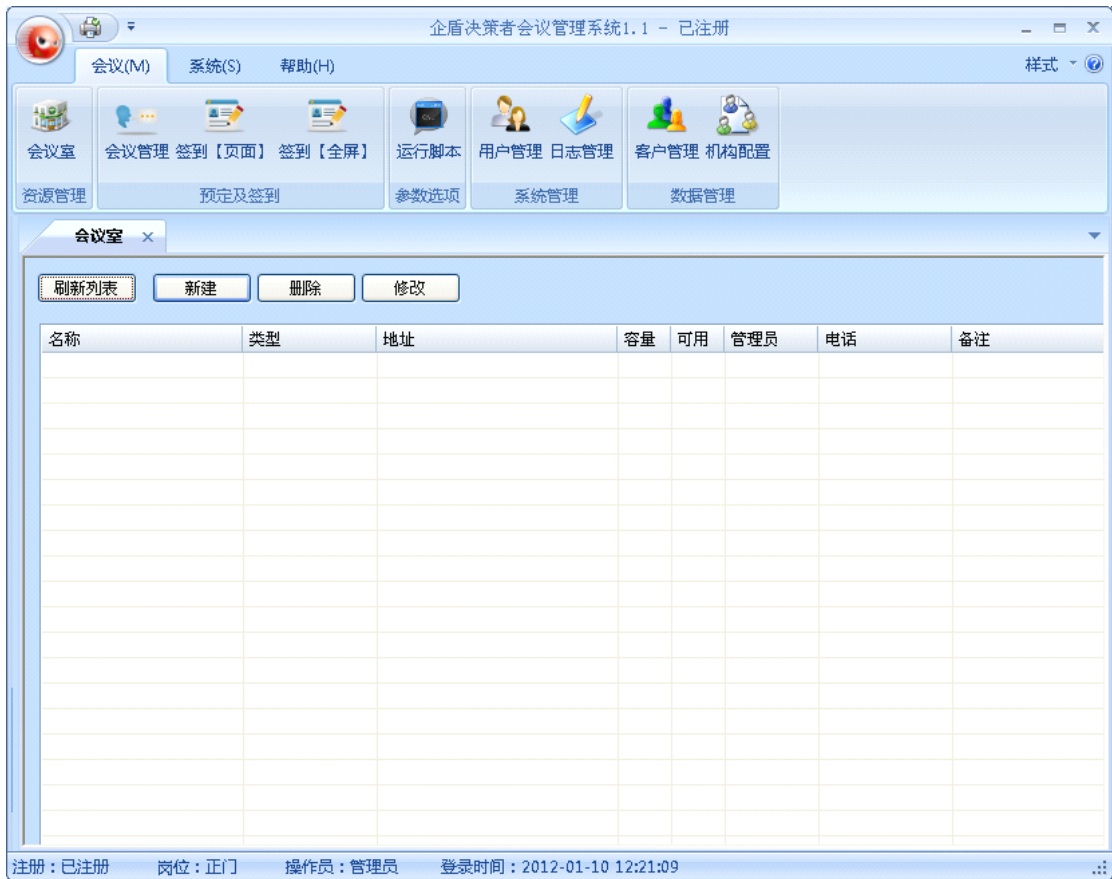 企盾决策者会议管理系统1.1 - 已注册
会议(M) 系统(S) 帮助(H) 样式
会议室 会议管理 签到【页面】 签到【全屏】 运行脚本 用户管理 日志管理 客户管理 机构配置
资源管理 预定及签到 参数选项 系统管理 数据管理
会议室
刷新列表 新建 删除 修改
名称 类型 地址 容量 可用 管理员 电话 备注
注册：已注册 岗位：正门 操作员：管理员 登录时间：2012-01-10 12:21:09